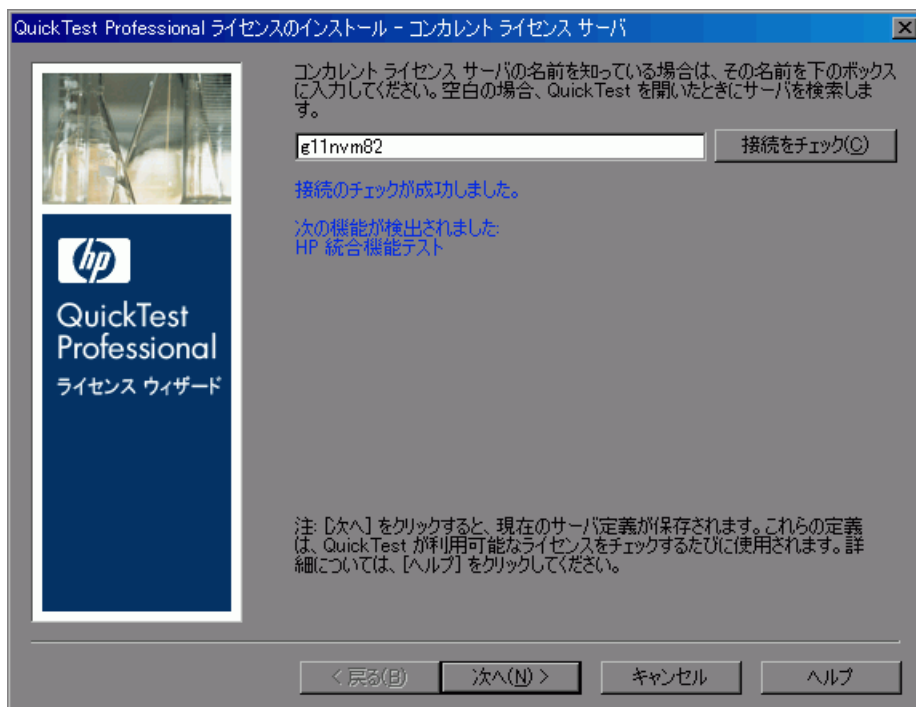 QuickTest Professional ライセンスのインストール - コンカレント ライセンス サーバ
コンカレント ライセンス サーバの名前を知っている場合は、その名前を下のボックス
に入力してください。空白の場合、QuickTest を開いたときにサーバを検索しま
す。
g11nvm82
接続をチェック(C)
接続のチェックが成功しました。
次の機能が検出されました:
HP 統合機能テスト
hp
QuickTest
Professional
ライセンス ウィザード
注: [次へ] をクリックすると、現在のサーバ定義が保存されます。これらの定義
は、QuickTest が利用可能なライセンスをチェックするたびに使用されます。詳
細については、[ヘルプ] をクリックしてください。
< 戻る(B)
次へ(N) >
キャンセル
ヘルプ